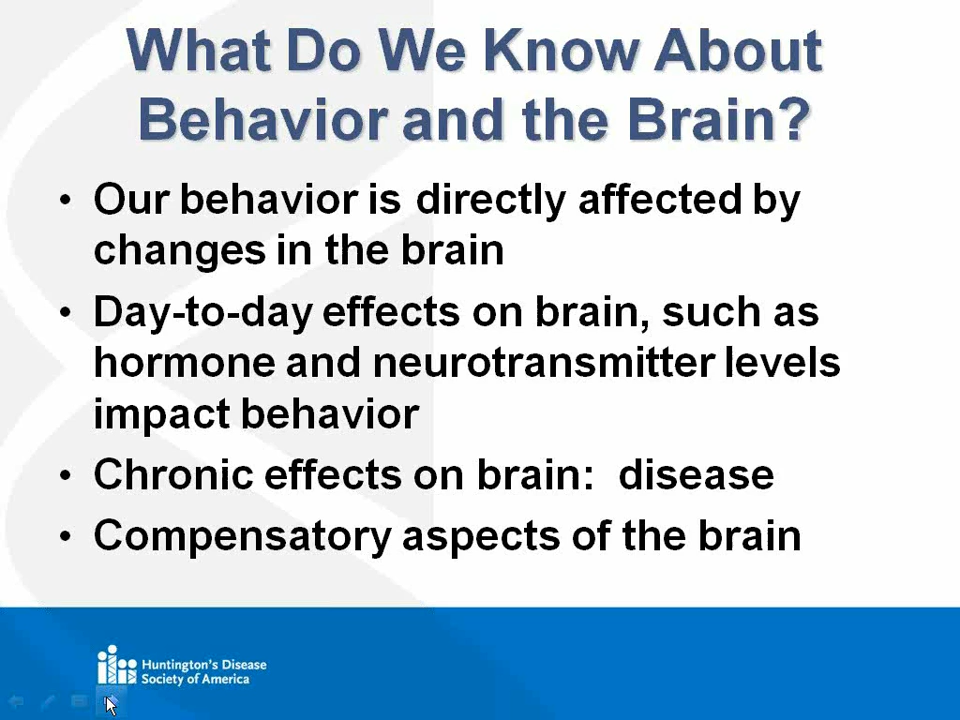 What Do We Know About
Behavior and the Brain?
• Our behavior is directly affected by
changes in the brain
• Day-to-day effects on brain, such as
hormone and neurotransmitter levels
impact behavior
• Chronic effects on brain:  disease
• Compensatory aspects of the brain
Huntington's Disease
Society of America